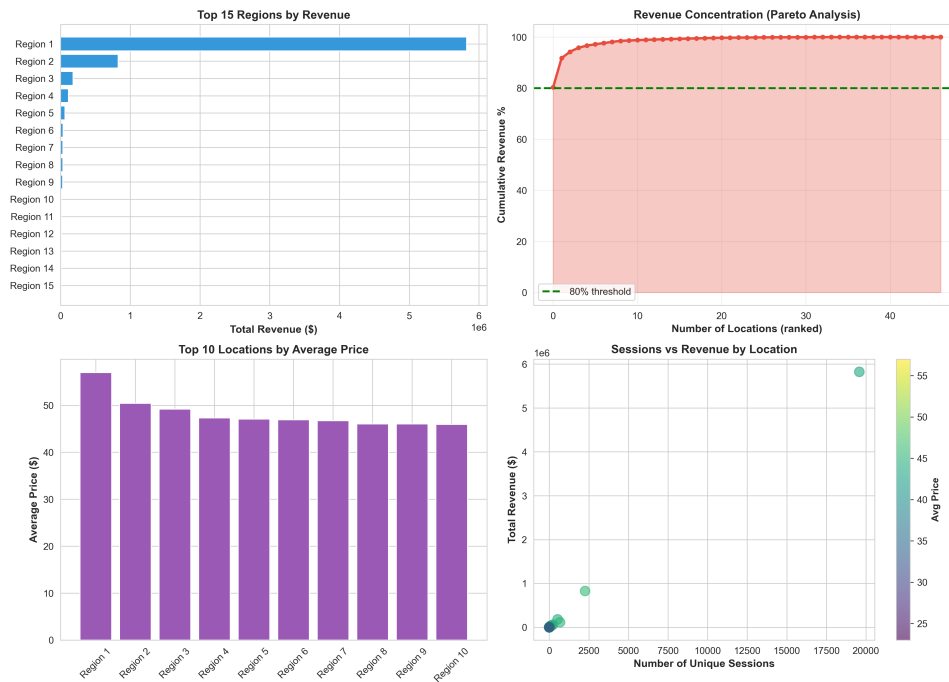 Top 15 Regions by Revenue
Region 1
Region 2
Region 3
Region 4
Region 5
Region 6
Region 7
Region 8
Region 9
Region 10
Region 11
Region 12
Region 13
Region 14
Region 15
0 1 2 3 4 5 6
1e6
Total Revenue ($)
Revenue Concentration (Pareto Analysis)
Cumulative Revenue %
100
80
60
40
20
0
80% threshold
0 10 20 30 40
Number of Locations (ranked)
Top 10 Locations by Average Price
Average Price ($)
50
40
30
20
10
0
Region 1 Region 2 Region 3 Region 4 Region 5 Region 6 Region 7 Region 8 Region 9 Region 10
Sessions vs Revenue by Location
1e6
Total Revenue ($)
6
5
4
3
2
1
0
0 2500 5000 7500 10000 12500 15000 17500 20000
Number of Unique Sessions
55
50
45
40
35
30
25
Avg Price